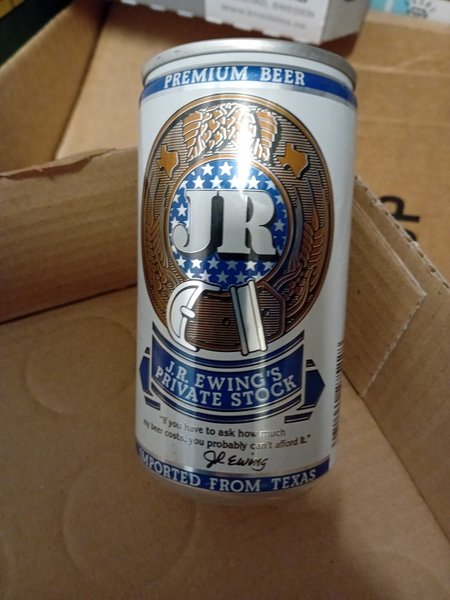 PREMIUM BEER
JR
J.R. EWING'S
PRIVATE STOCK
"If you have to ask how much
my beer costs, you probably can't afford it."
JR Ewing
IMPORTED FROM TEXAS